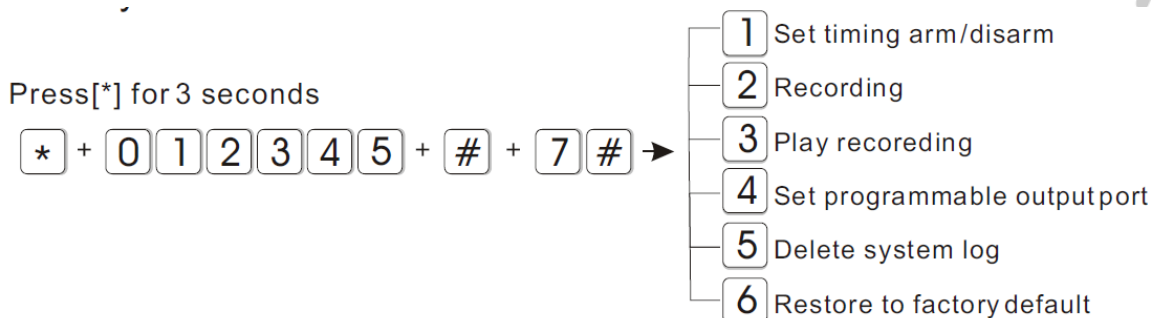 Press[*] for 3 seconds
* + 0 1 2 3 4 5 + # + 7 # →
1 Set timing arm/disarm
2 Recording
3 Play recoreding
4 Set programmable output port
5 Delete system log
6 Restore to factory default